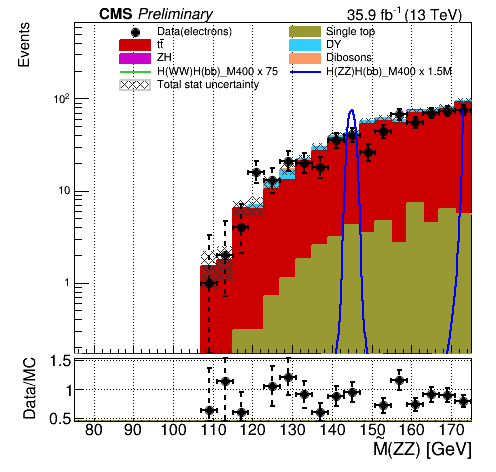 CMS Preliminary 35.9 fb⁻¹ (13 TeV)
Data(electrons) Single top
tt̄ DY
ZH Dibosons
H(WW)H(bb)_M400 x 75 H(ZZ)H(bb)_M400 x 1.5M
Total stat uncertainty
Events
10²
10
1
Data/MC
1.5
1
0.5
80 90 100 110 120 130 140 150 160 170
M̃(ZZ) [GeV]